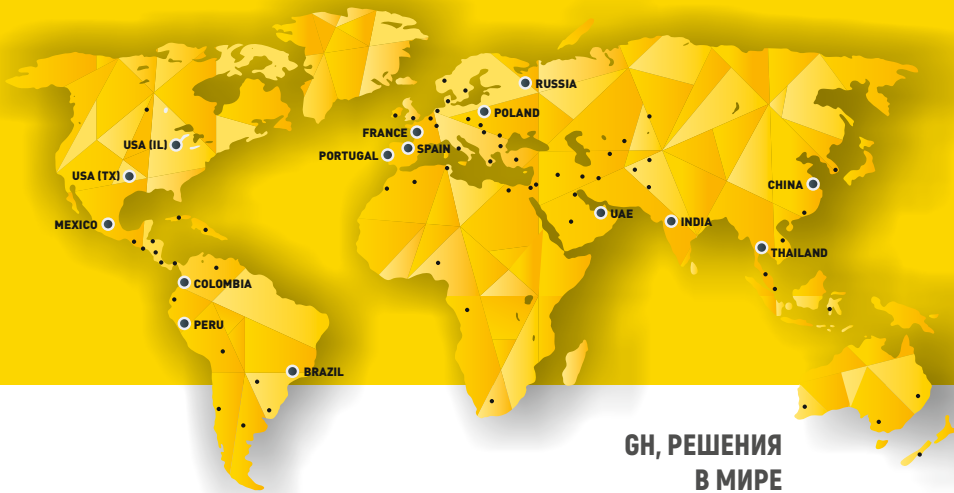 RUSSIA
POLAND
FRANCE
SPAIN
PORTUGAL
USA (IL)
USA (TX)
MEXICO
CHINA
UAE
INDIA
THAILAND
COLOMBIA
PERU
BRAZIL
GH, РЕШЕНИЯ
В МИРЕ